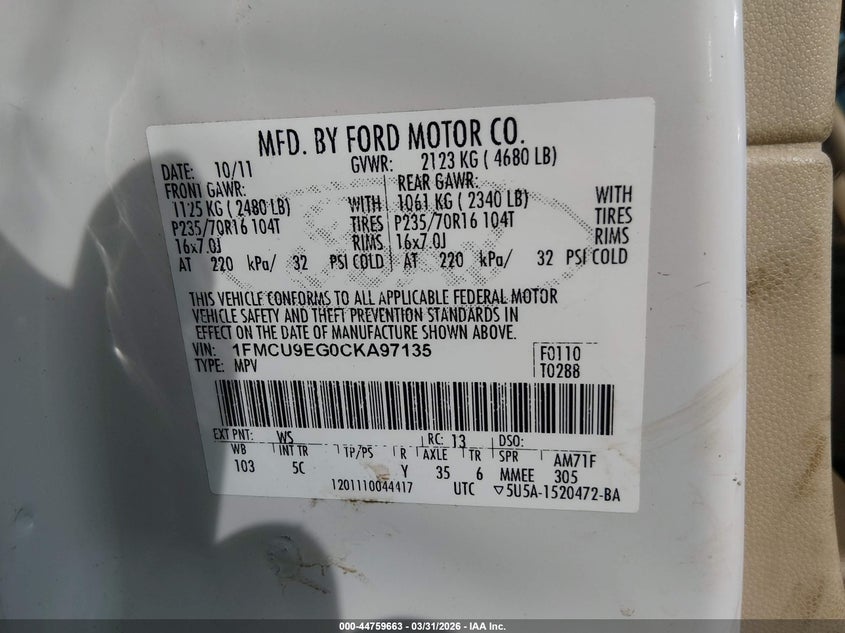 MFD. BY FORD MOTOR CO.
DATE: 10/11 GVWR: 2123 KG ( 4680 LB)
FRONT GAWR: REAR GAWR:
1125 KG ( 2480 LB) WITH 1061 KG ( 2340 LB) WITH
P235/70R16 104T TIRES P235/70R16 104T TIRES
16x7.0J RIMS 16x7.0J RIMS
AT 220 kPa/ 32 PSI COLD AT 220 kPa/ 32 PSI COLD
THIS VEHICLE CONFORMS TO ALL APPLICABLE FEDERAL MOTOR
VEHICLE SAFETY AND THEFT PREVENTION STANDARDS IN
EFFECT ON THE DATE OF MANUFACTURE SHOWN ABOVE.
VIN: 1FMCU9EG0CKA97135 F0110
TYPE: MPV T0288
EXT PNT: WS RC: 13 DSO:
WB INT TR TP/PS R AXLE TR SPR AM71F
103 5C Y 35 6 MMEE 305
1201110044417 UTC ▽5U5A-1520472-BA
000-44759663 - 03/31/2026 - IAA Inc.